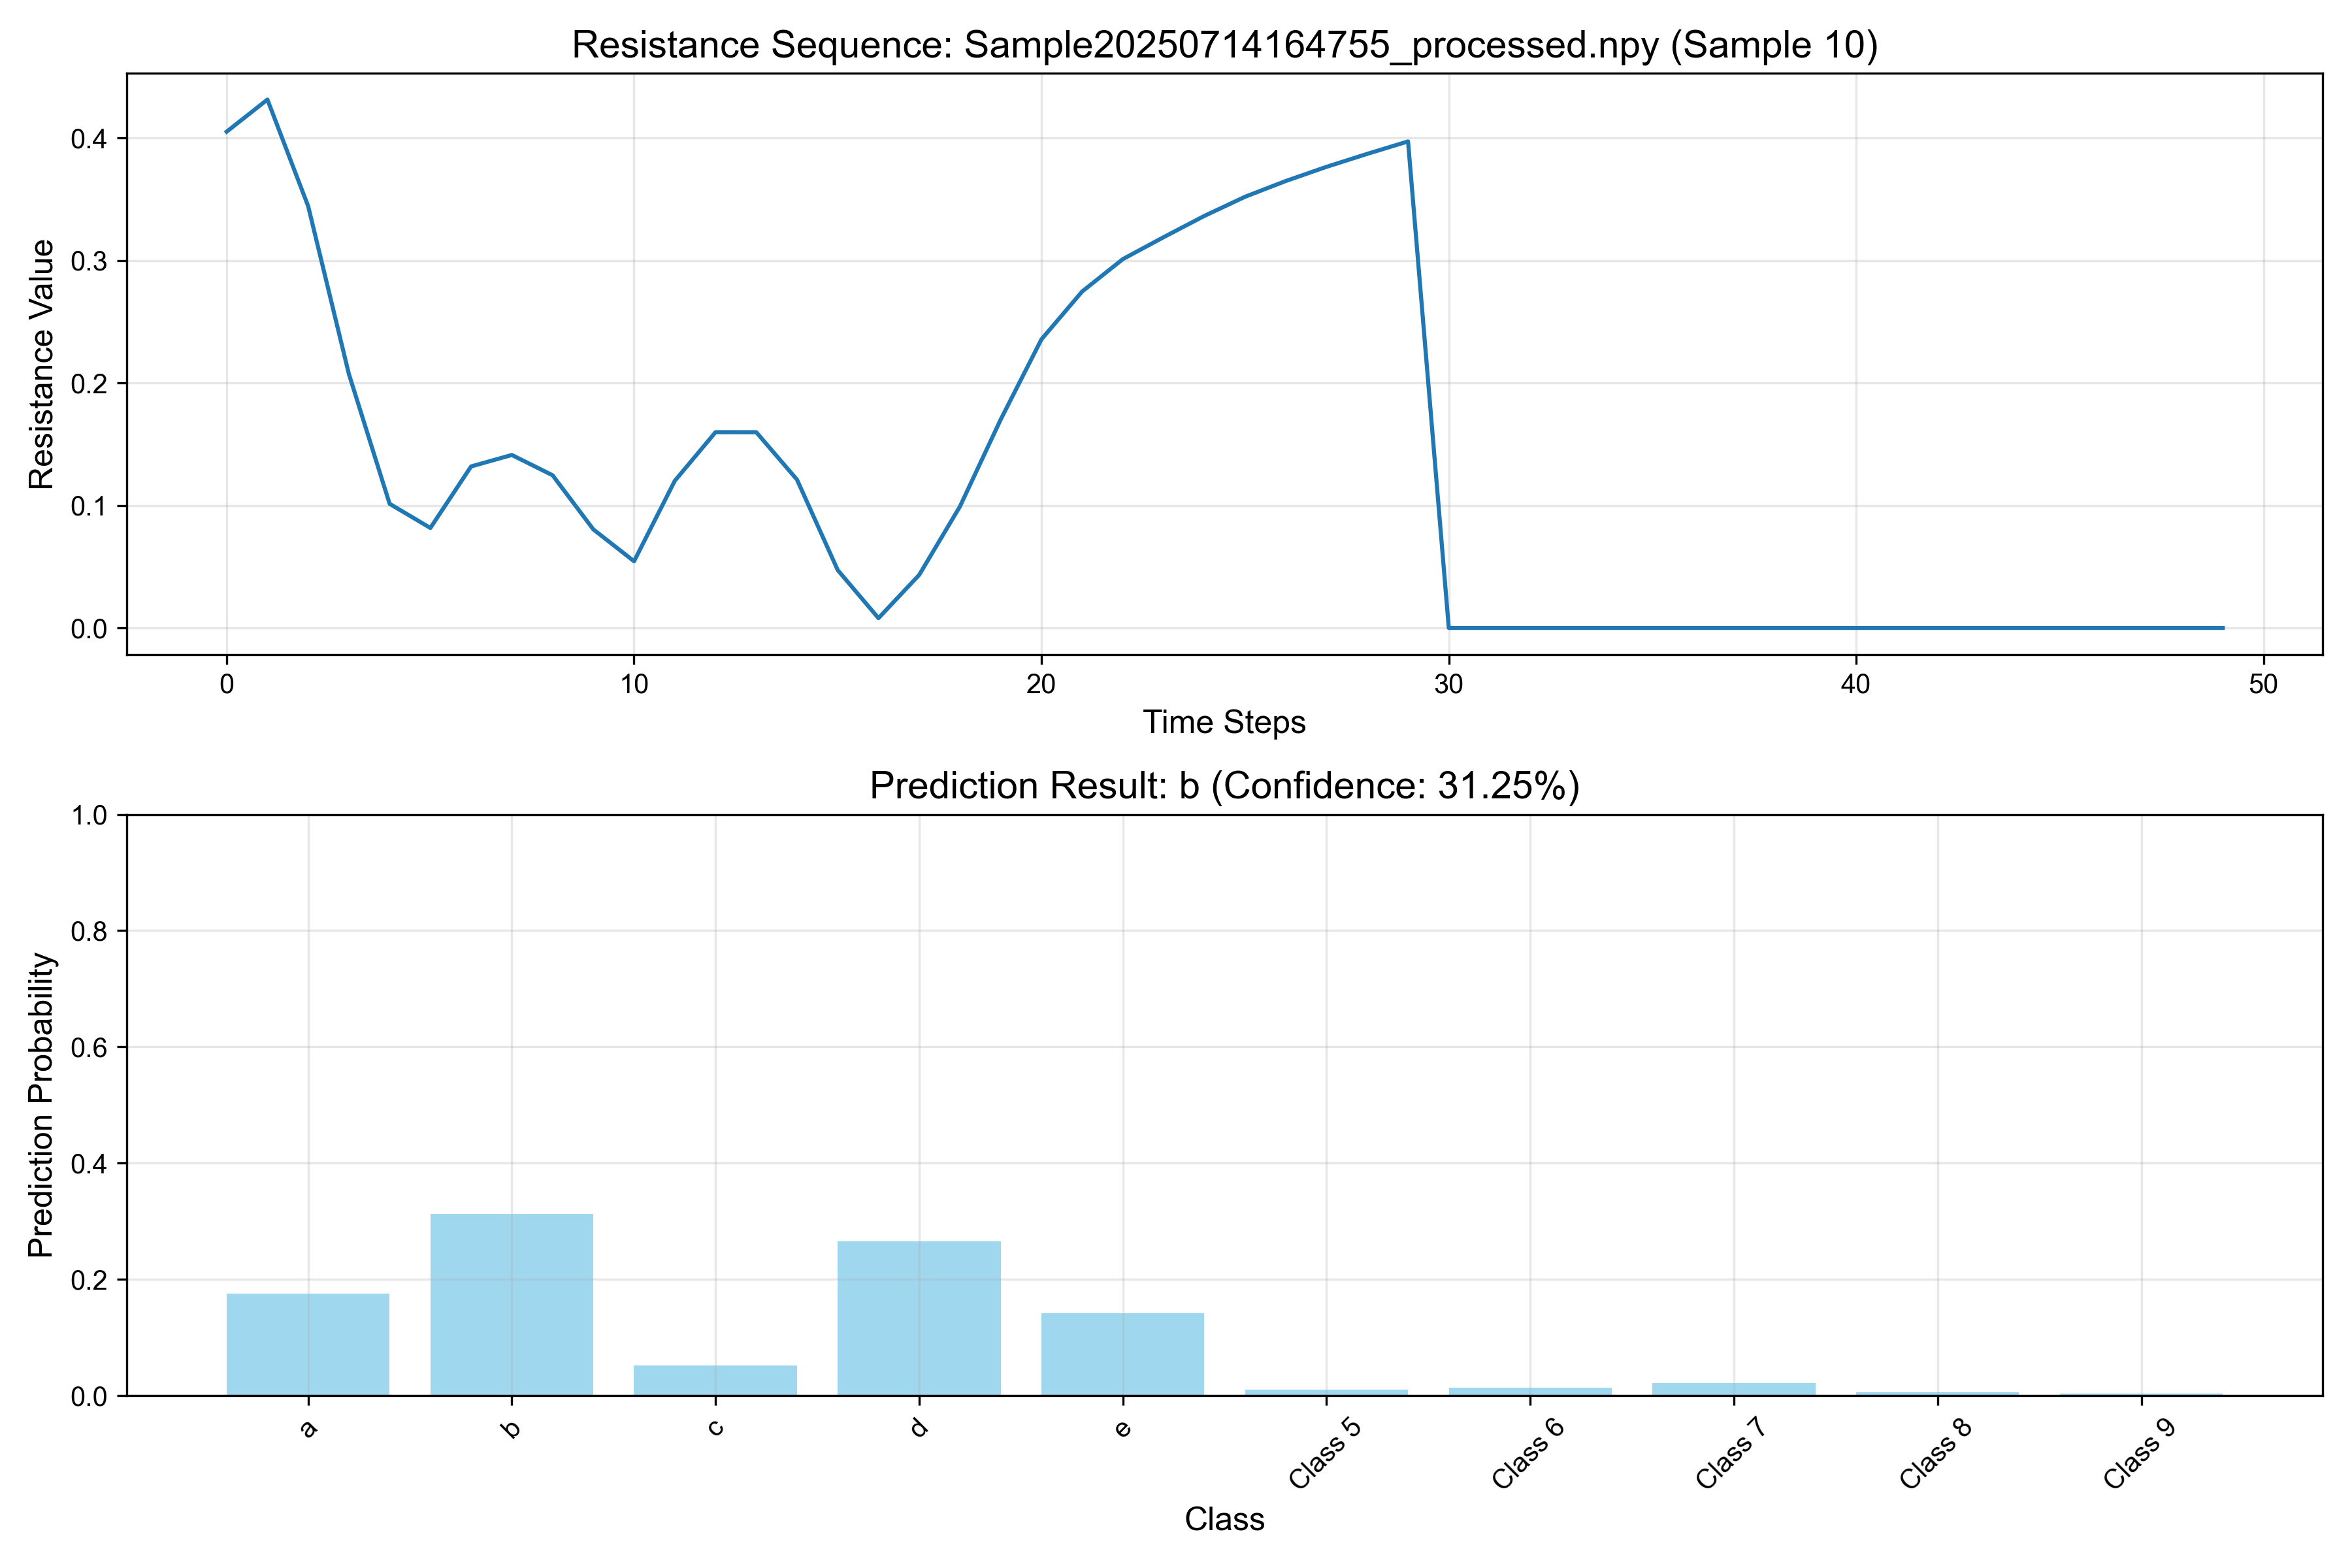 Resistance Sequence: Sample20250714164755_processed.npy (Sample 10)
Resistance Value
0.4
0.3
0.2
0.1
0.0
0 10 20 30 40 50
Time Steps
Prediction Result: b (Confidence: 31.25%)
Prediction Probability
1.0
0.8
0.6
0.4
0.2
0.0
a b c d e Class 5 Class 6 Class 7 Class 8 Class 9
Class